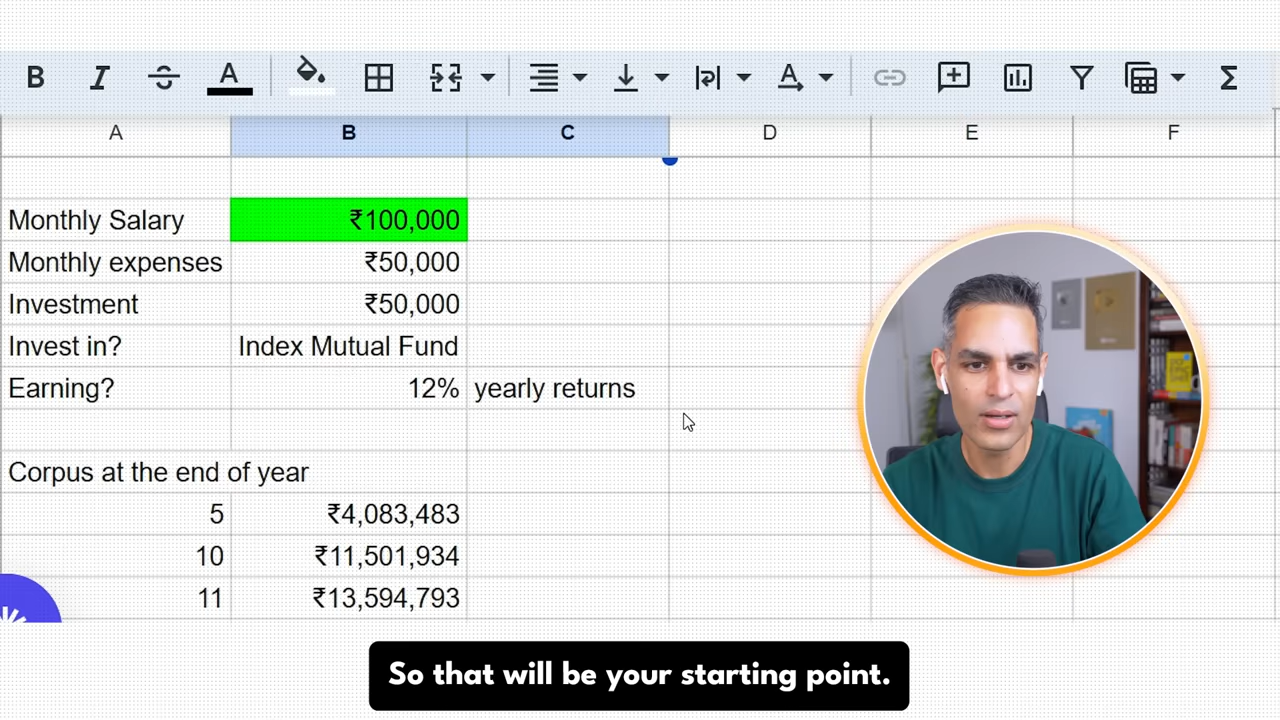 B I S A Σ
A B C D E F
Monthly Salary ₹100,000
Monthly expenses ₹50,000
Investment ₹50,000
Invest in? Index Mutual Fund
Earning? 12% yearly returns
Corpus at the end of year
5 ₹4,083,483
10 ₹11,501,934
11 ₹13,594,793
So that will be your starting point.